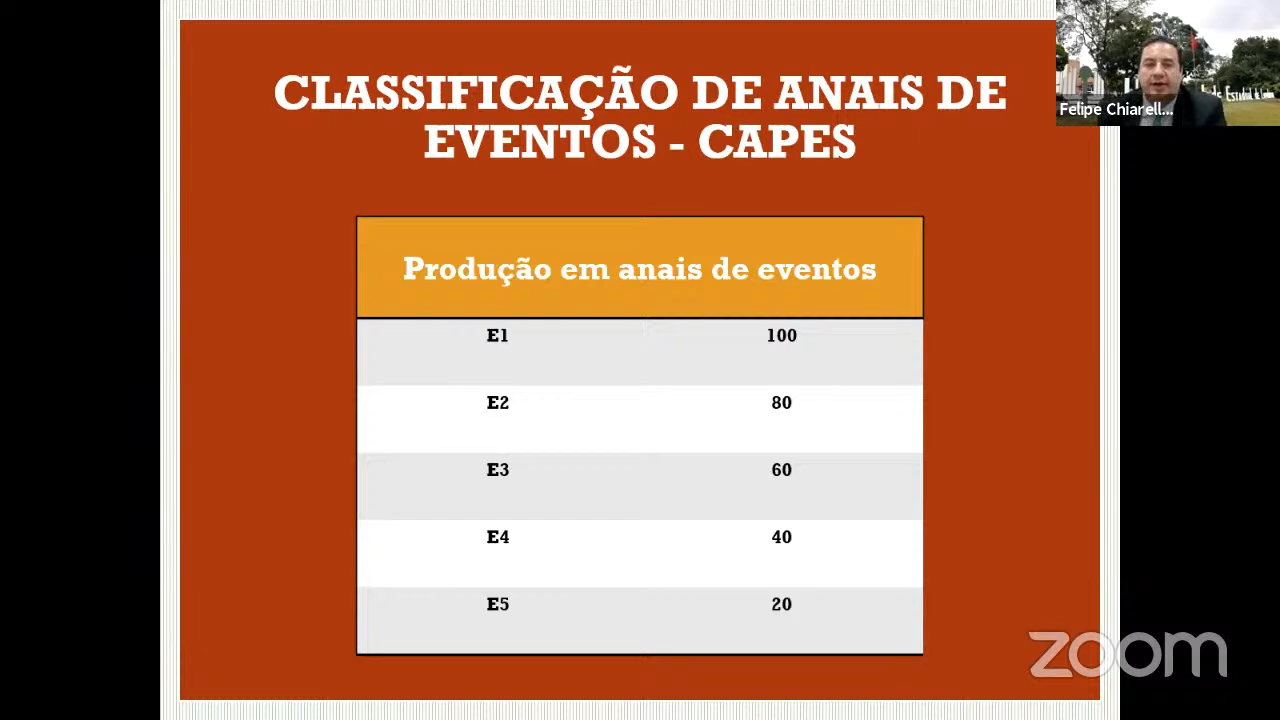 CLASSIFICAÇÃO DE ANAIS DE
EVENTOS - CAPES
Felipe Chiarell...
Produção em anais de eventos
E1 100
E2 80
E3 60
E4 40
E5 20
zoom